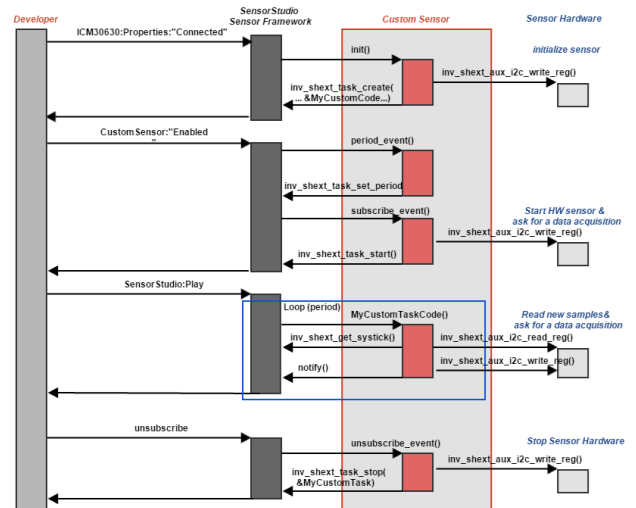 Developer
SensorStudio
Sensor Framework
Custom Sensor
Sensor Hardware
ICM30630:Properties:"Connected"
init()
initialize sensor
inv_shext_aux_i2c_write_reg()
inv_shext_task_create(
... &MyCustomCode...)
CustomSensor:"Enabled
"
period_event()
inv_shext_task_set_period
subscribe_event()
Start HW sensor &
ask for a data acquisition
inv_shext_aux_i2c_write_reg()
inv_shext_task_start()
SensorStudio:Play
Loop (period)
MyCustomTaskCode()
Read new samples&
ask for a data acquisition
inv_shext_get_systick()
inv_shext_aux_i2c_read_reg()
inv_shext_aux_i2c_write_reg()
notify()
unsubscribe
unsubscribe_event()
Stop Sensor Hardware
inv_shext_aux_i2c_write_reg()
inv_shext_task_stop(
&MyCustomTask)